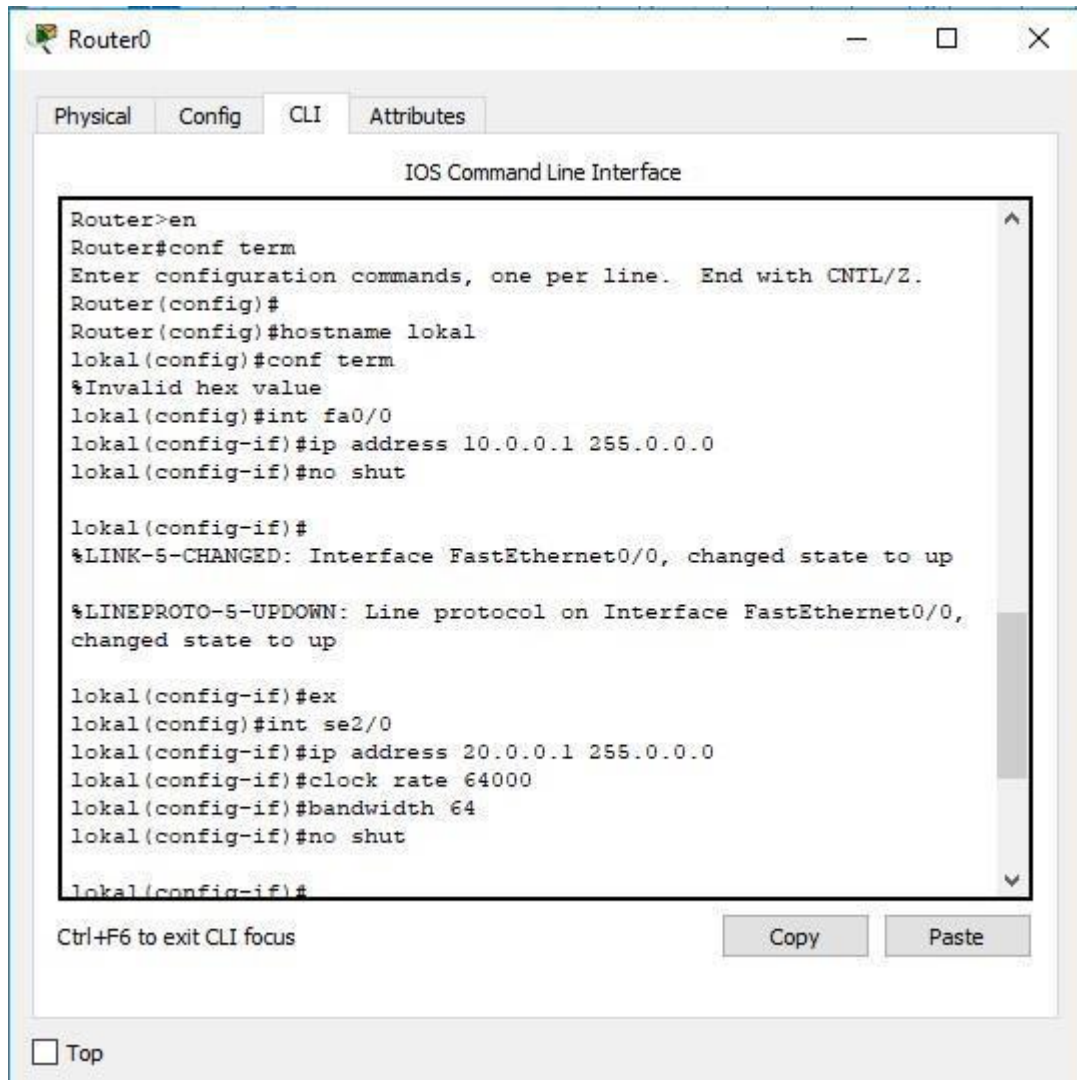 Router0
Physical Config CLI Attributes
IOS Command Line Interface
Router>en
Router#conf term
Enter configuration commands, one per line.  End with CNTL/Z.
Router(config)#
Router(config)#hostname lokal
lokal(config)#conf term
%Invalid hex value
lokal(config)#int fa0/0
lokal(config-if)#ip address 10.0.0.1 255.0.0.0
lokal(config-if)#no shut
lokal(config-if)#
%LINK-5-CHANGED: Interface FastEthernet0/0, changed state to up
%LINEPROTO-5-UPDOWN: Line protocol on Interface FastEthernet0/0,
changed state to up
lokal(config-if)#ex
lokal(config)#int se2/0
lokal(config-if)#ip address 20.0.0.1 255.0.0.0
lokal(config-if)#clock rate 64000
lokal(config-if)#bandwidth 64
lokal(config-if)#no shut
lokal(config-if)#
Ctrl+F6 to exit CLI focus
Copy
Paste
Top